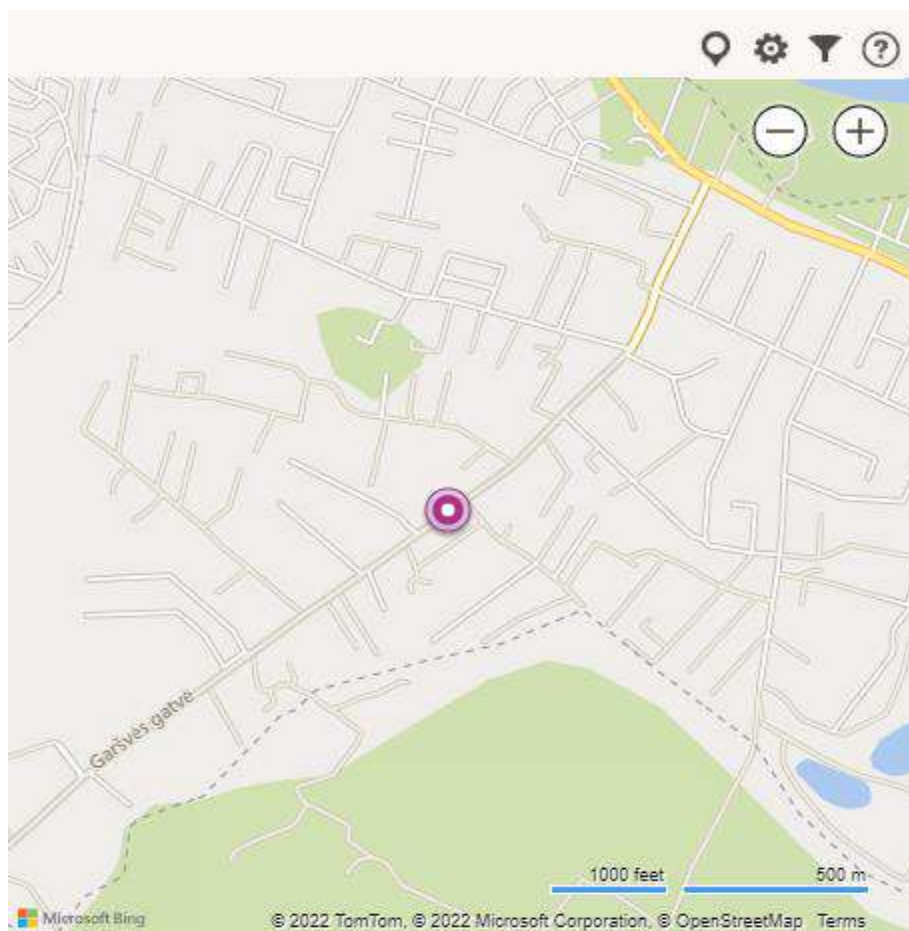 ?
Garšvės gatvė
1000 feet
500 m
Microsoft Bing
© 2022 TomTom, © 2022 Microsoft Corporation, © OpenStreetMap Terms